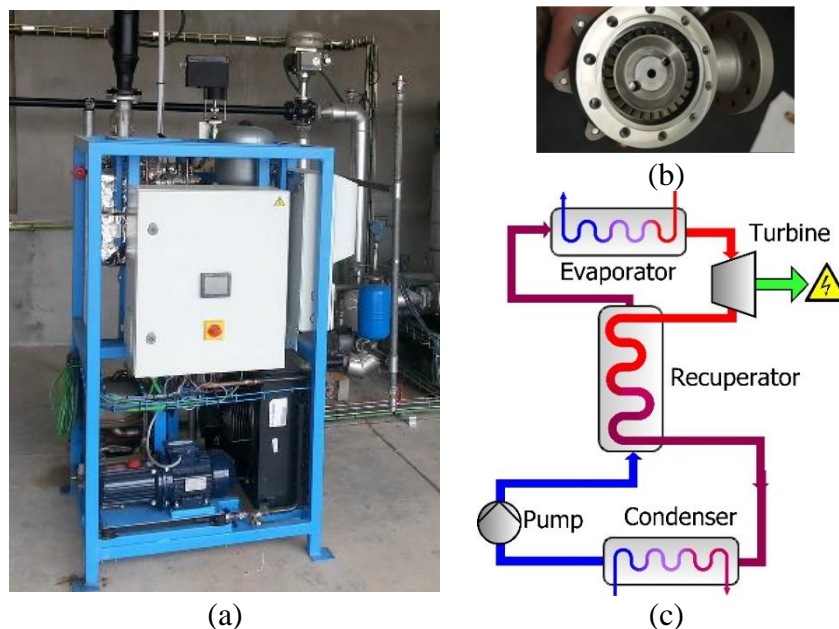 (a)
(b)
Evaporator
Turbine
Recuperator
Pump
Condenser
(c)